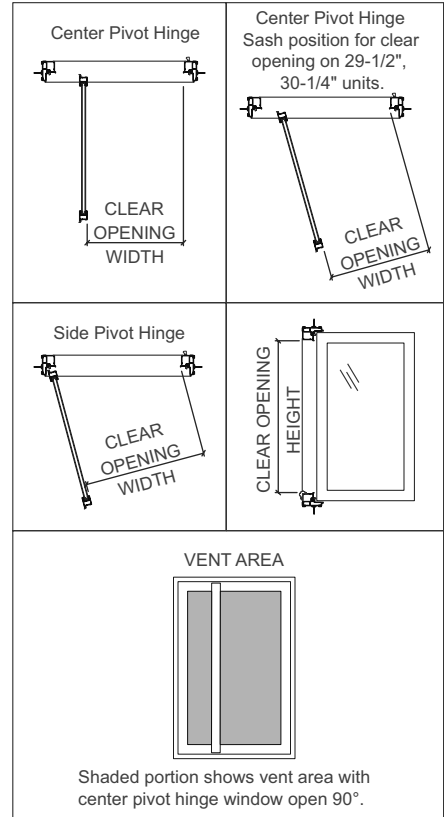 Center Pivot Hinge
CLEAR
OPENING
WIDTH
Center Pivot Hinge
Sash position for clear
opening on 29-1/2",
30-1/4" units.
CLEAR
OPENING
WIDTH
Side Pivot Hinge
CLEAR
OPENING
WIDTH
CLEAR OPENING
HEIGHT
VENT AREA
Shaded portion shows vent area with
center pivot hinge window open 90°.